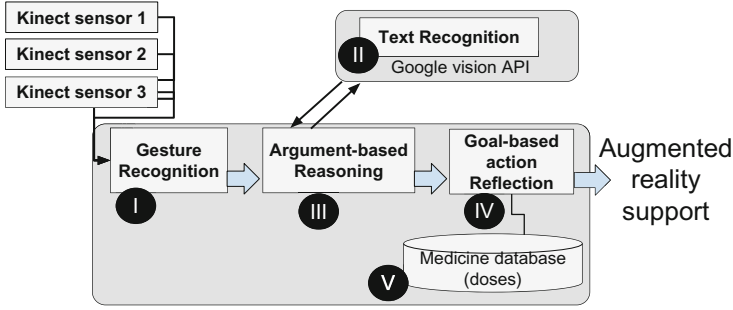 Kinect sensor 1
Kinect sensor 2
Kinect sensor 3
Text Recognition
II
Google vision API
Gesture
Recognition
I
Argument-based
Reasoning
III
Goal-based
action
Reflection
IV
Augmented
reality
support
Medicine database
(doses)
V